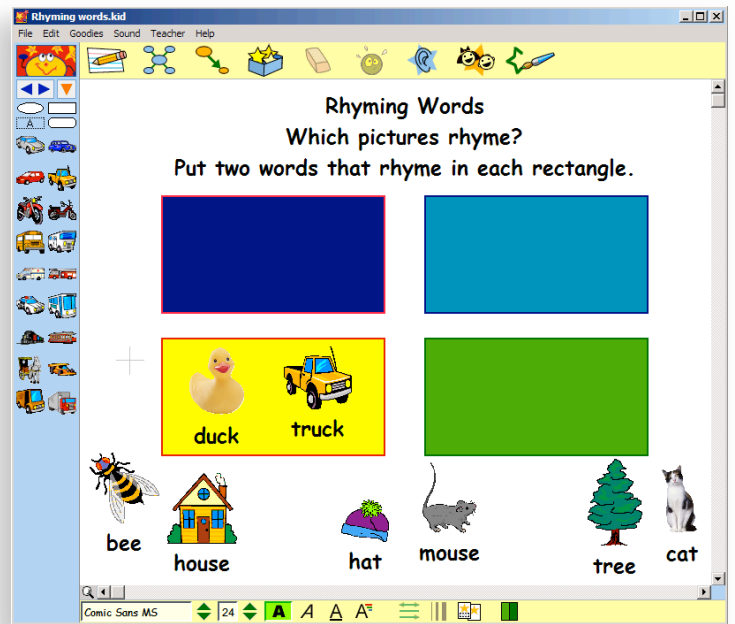 Rhyming words.kid
File Edit Goodies Sound Teacher Help
A
Rhyming Words
Which pictures rhyme?
Put two words that rhyme in each rectangle.
duck truck
bee house hat mouse tree cat
Comic Sans MS 24 A A A A